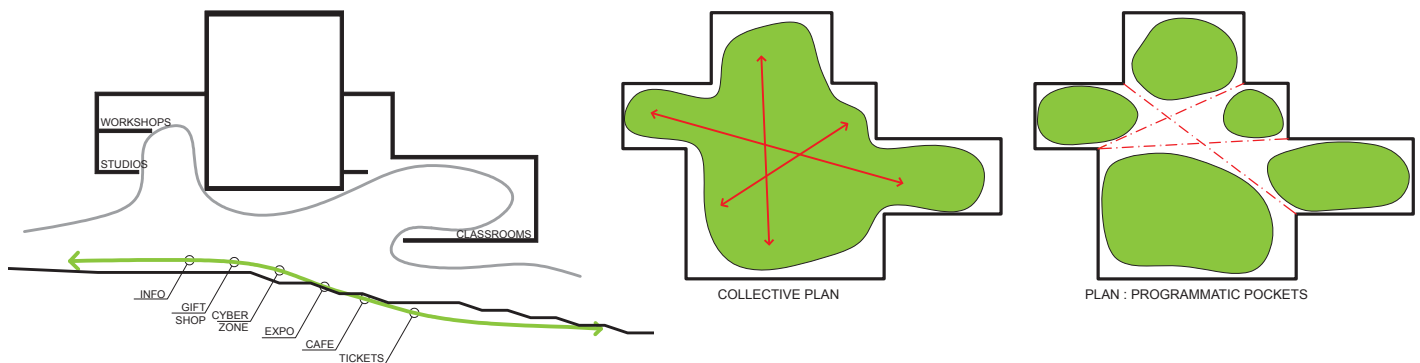 WORKSHOPS
STUDIOS
CLASSROOMS
INFO
GIFT
SHOP
CYBER
ZONE
EXPO
CAFE
TICKETS
COLLECTIVE PLAN
PLAN : PROGRAMMATIC POCKETS